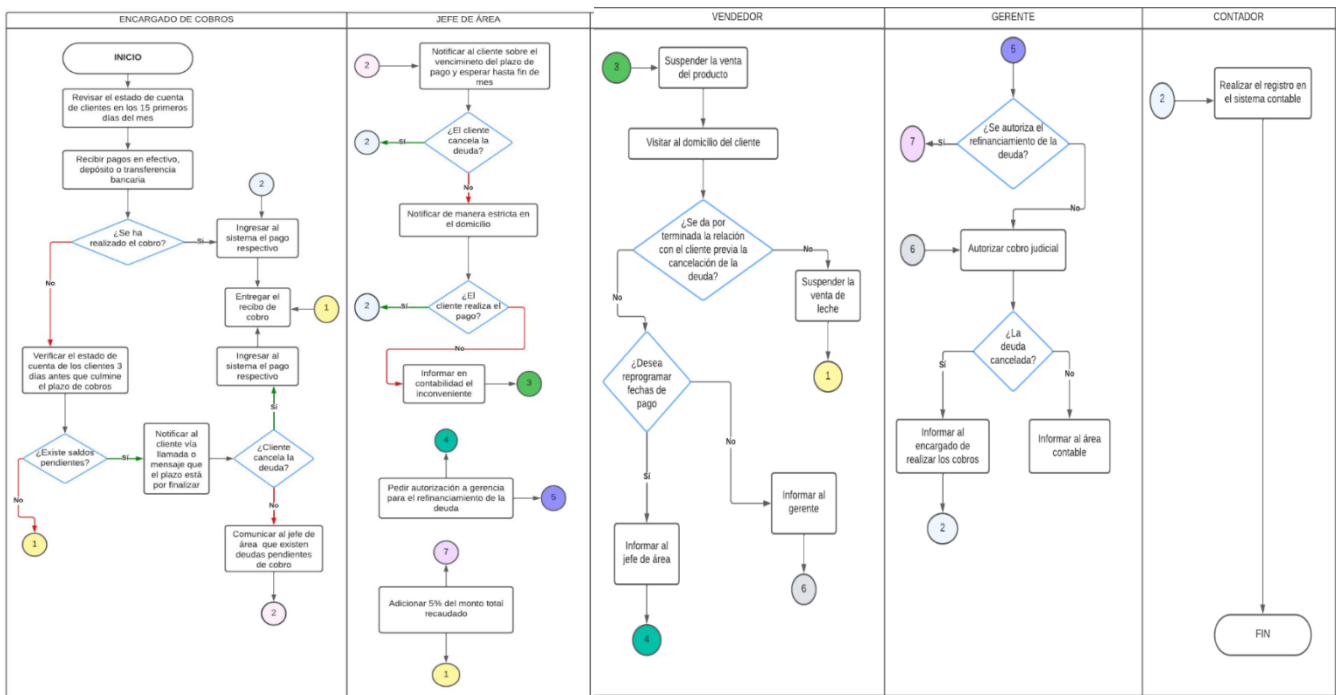 ENCARGADO DE COBROS
INICIO
Revisar el estado de cuenta
de clientes en los 15 primeros
días del mes
Recibir pagos en efectivo,
depósito o transferencia
bancaria
2
¿Se ha
realizado el cobro?
Sí
Ingresar al
sistema el pago
respectivo
No
Entregar el
recibo de
cobro
1
Verificar el estado de
cuenta de los clientes 3
días antes que culmine
el plazo de cobros
Ingresar al
sistema el pago
respectivo
Sí
¿Existe saldos
pendientes?
Sí
Notificar al
cliente vía
llamada o
mensaje que
el plazo está
por finalizar
¿Cliente
cancela la
deuda?
No
1
No
Comunicar al jefe de
área que existen
deudas pendientes
de cobro
2
JEFE DE ÁREA
2
Notificar al cliente sobre el
vencimineto del plazo de
pago y esperar hasta fin de
mes
2
Sí
¿El cliente
cancela la
deuda?
No
Notificar de manera estricta en
el domicilio
2
Sí
¿El
cliente realiza el
pago?
No
Informar en
contabilidad el
inconveniente
3
4
Pedir autorización a gerencia
para el refinanciamiento de la
deuda
5
7
Adicionar 5% del monto total
recaudado
1
VENDEDOR
3
Suspender la venta
del producto
Visitar al domicilio del cliente
¿Se da por
terminada la relación
con el cliente previa la
cancelación de la
deuda?
No
No
Suspender la
venta de
leche
1
¿Desea
reprogramar
fechas de
pago
No
Sí
Informar al
gerente
Informar al
jefe de área
6
4
GERENTE
5
7
Sí
¿Se autoriza el
refinanciamiento de la
deuda?
No
6
Autorizar cobro judicial
¿La
deuda
cancelada?
Sí
No
Informar al
encargado de
realizar los cobros
Informar al área
contable
2
CONTADOR
2
Realizar el registro en
el sistema contable
FIN